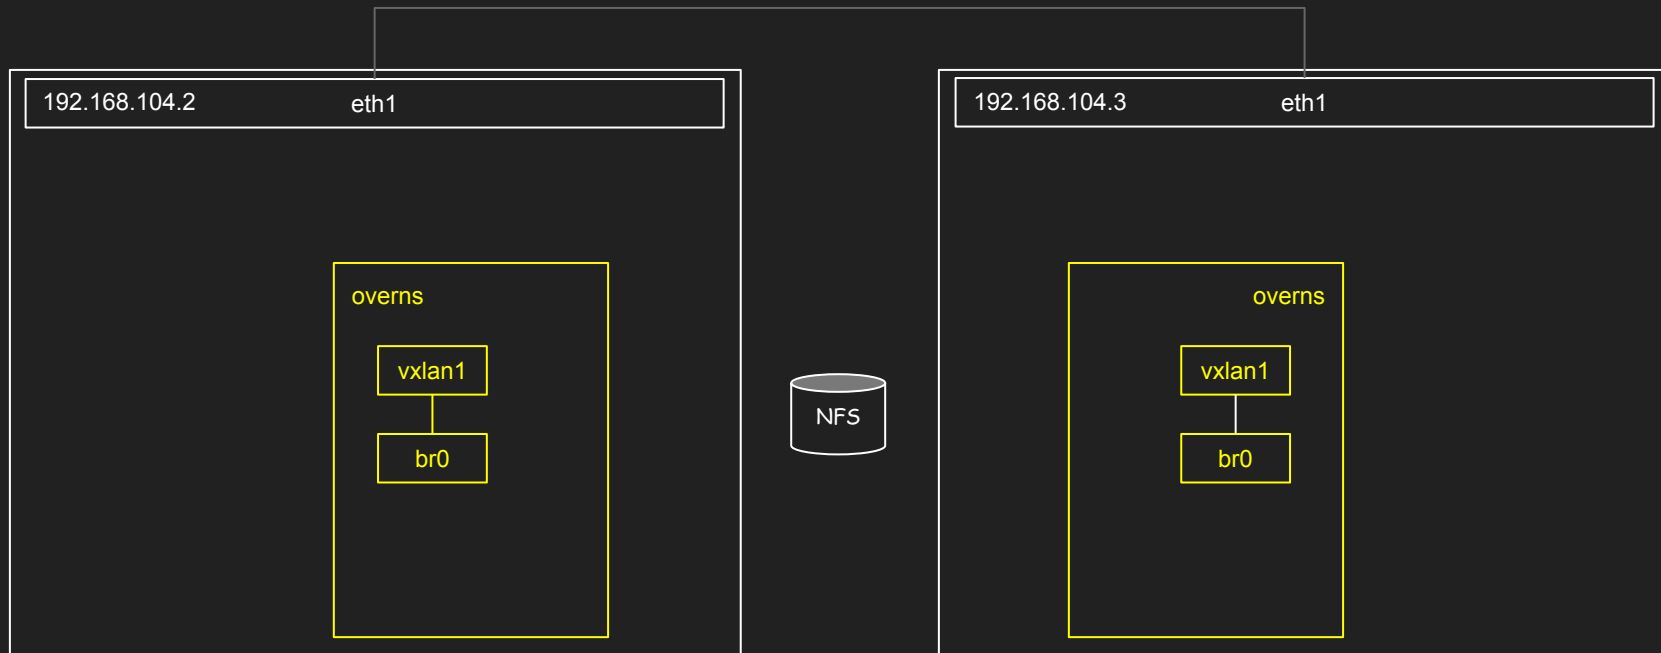 192.168.104.2 eth1
192.168.104.3 eth1
overns
vxlan1
br0
NFS
overns
vxlan1
br0